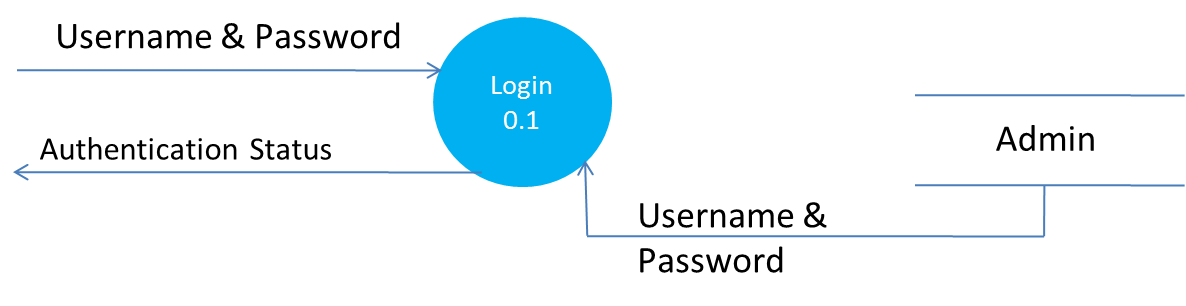 Username & Password
Login
0.1
Authentication Status
Admin
Username &
Password